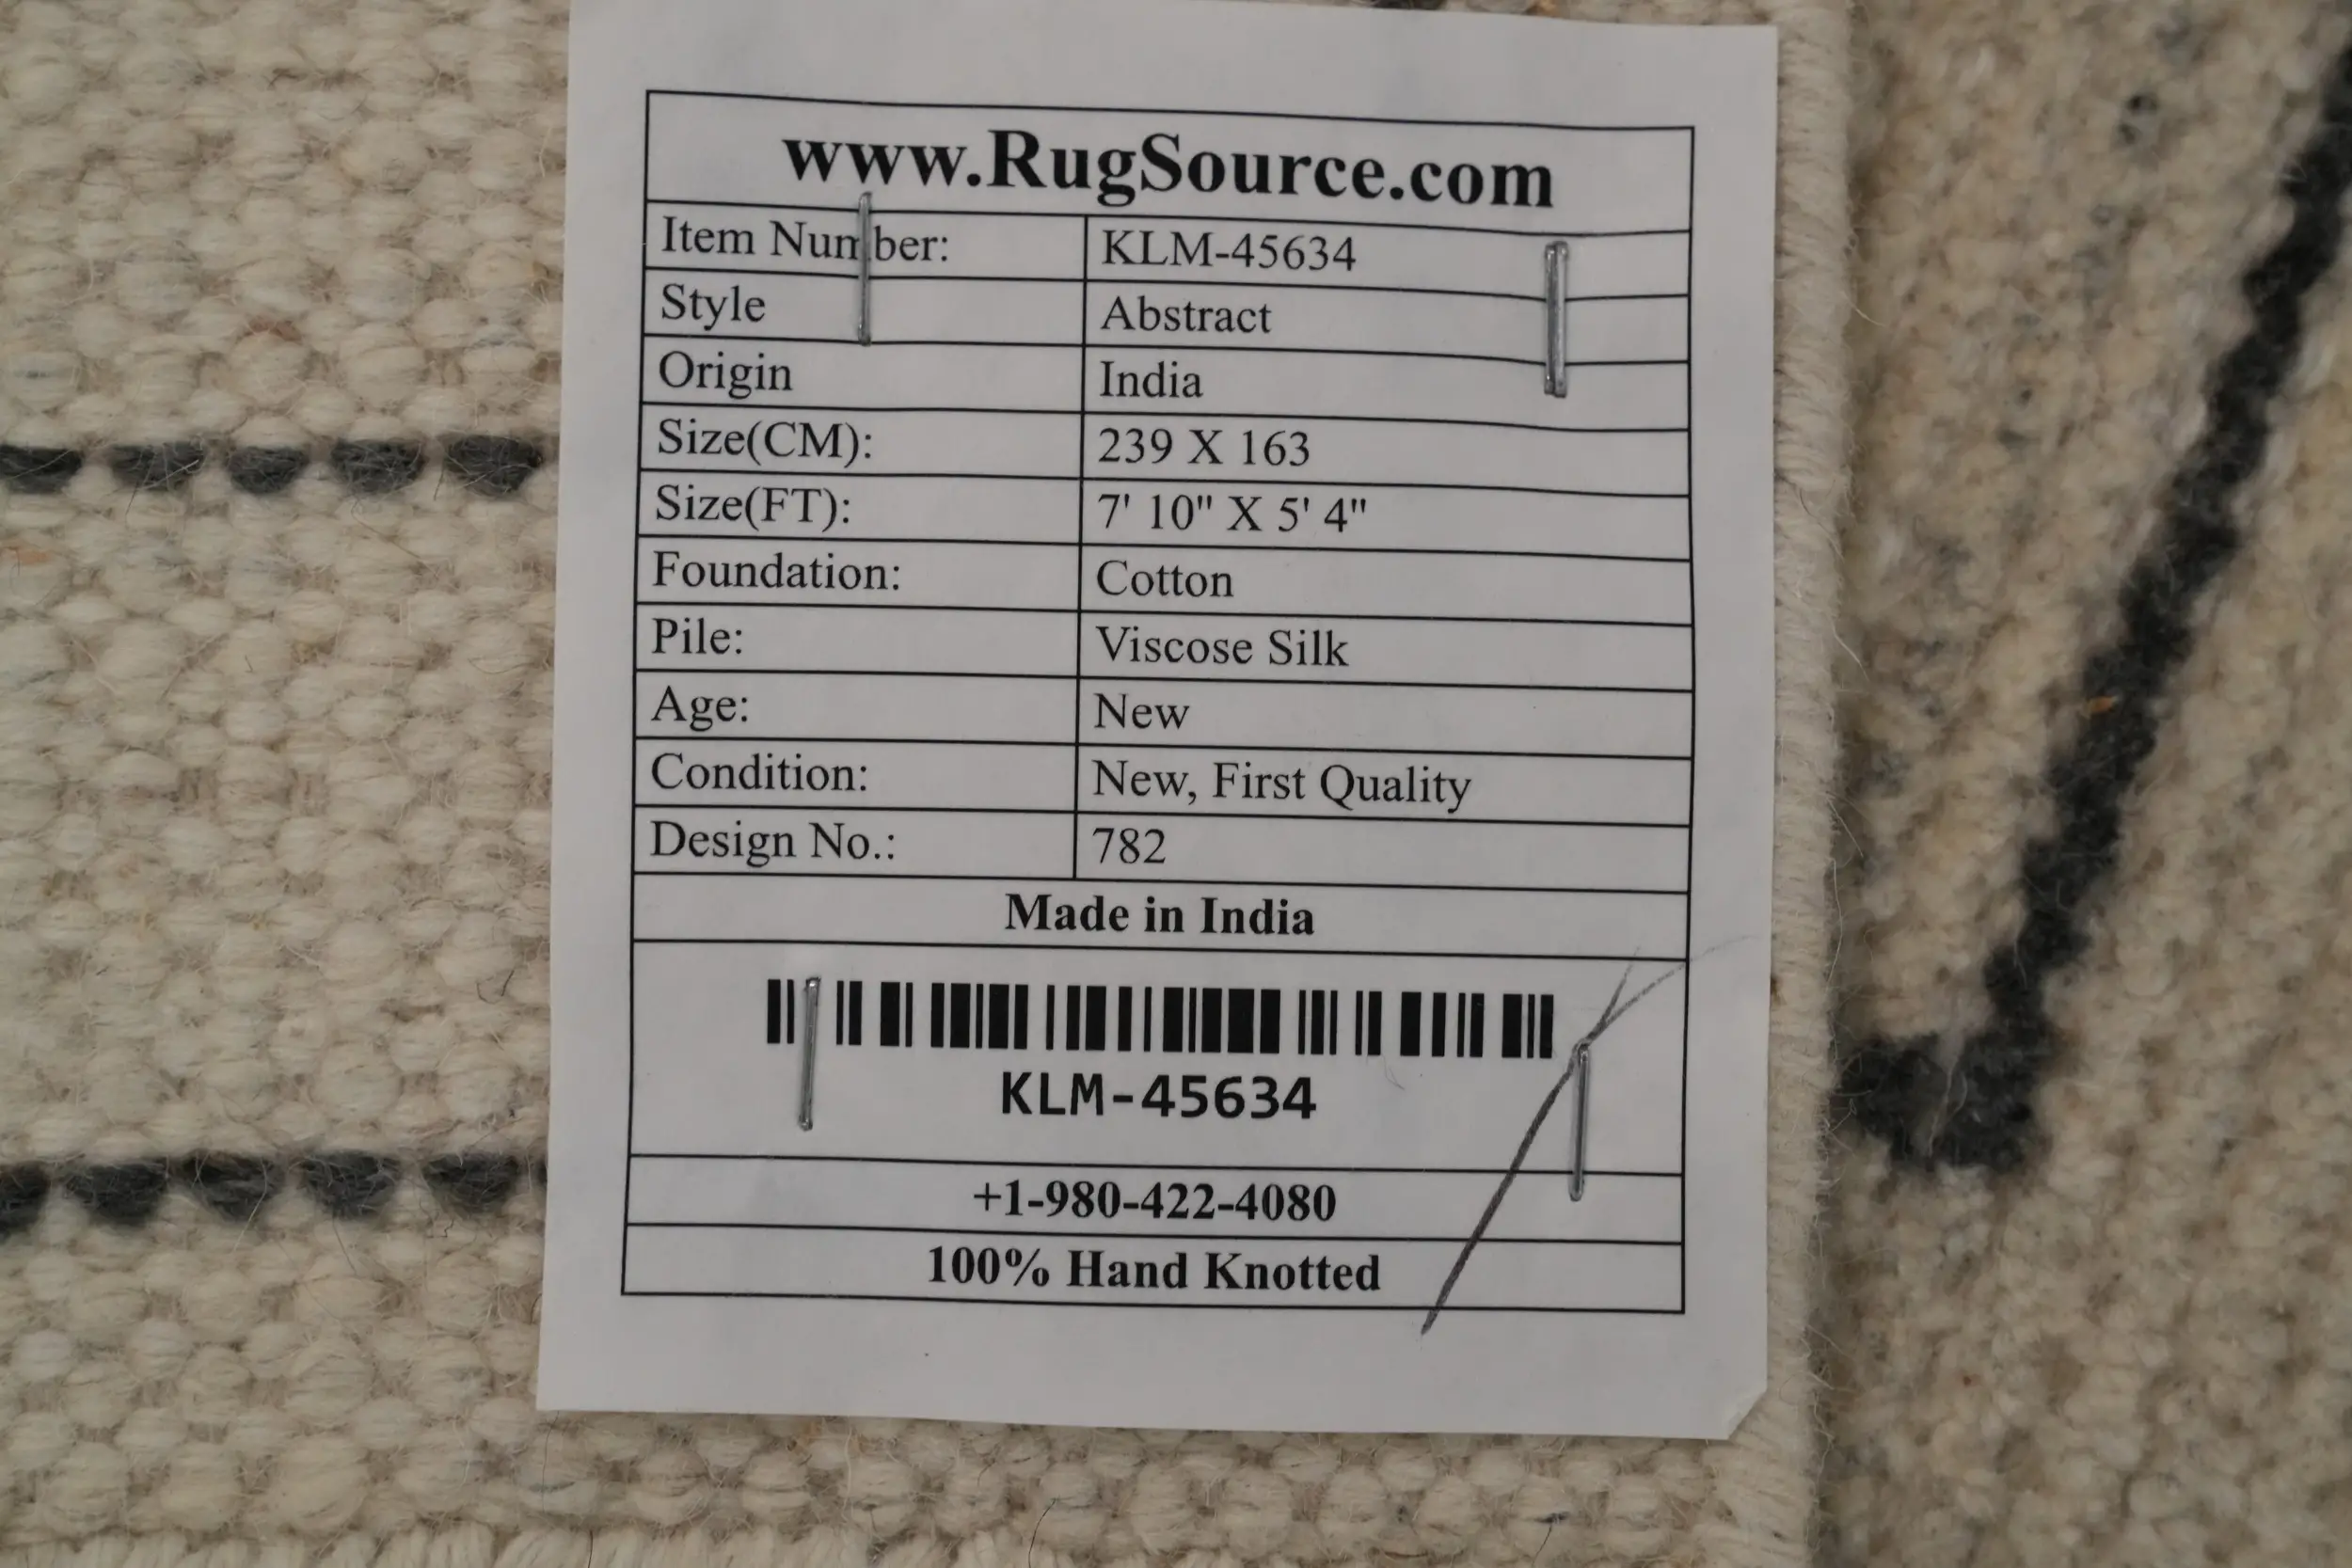 www.RugSource.com
Item Number: KLM-45634
Style Abstract
Origin India
Size(CM): 239 X 163
Size(FT): 7' 10" X 5' 4"
Foundation: Cotton
Pile: Viscose Silk
Age: New
Condition: New, First Quality
Design No.: 782
Made in India
KLM-45634
+1-980-422-4080
100% Hand Knotted